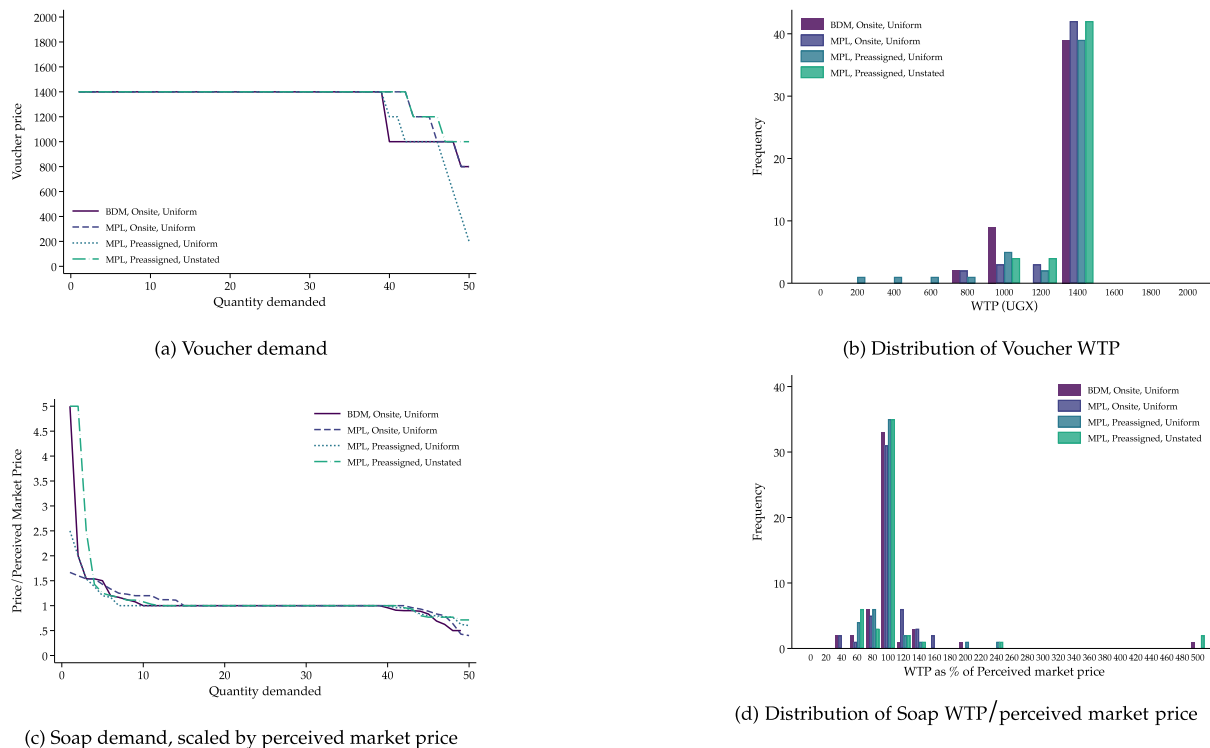 2000
1800
1600
1400
1200
1000
800
600
400
200
0
Voucher price
BDM, Onsite, Uniform
MPL, Onsite, Uniform
MPL, Preassigned, Uniform
MPL, Preassigned, Unstated
0 10 20 30 40 50
Quantity demanded
(a) Voucher demand
40
30
20
10
0
Frequency
BDM, Onsite, Uniform
MPL, Onsite, Uniform
MPL, Preassigned, Uniform
MPL, Preassigned, Unstated
0 200 400 600 800 1000 1200 1400 1600 1800 2000
WTP (UGX)
(b) Distribution of Voucher WTP
5
4.5
4
3.5
3
2.5
2
1.5
1
.5
0
Price/Perceived Market Price
BDM, Onsite, Uniform
MPL, Onsite, Uniform
MPL, Preassigned, Uniform
MPL, Preassigned, Unstated
0 10 20 30 40 50
Quantity demanded
(c) Soap demand, scaled by perceived market price
40
30
20
10
0
Frequency
BDM, Onsite, Uniform
MPL, Onsite, Uniform
MPL, Preassigned, Uniform
MPL, Preassigned, Unstated
0 20 40 60 80 100 120 140 160 180 200 220 240 260 280 300 320 340 360 380 400 420 440 460 480 500
WTP as % of Perceived market price
(d) Distribution of Soap WTP/perceived market price